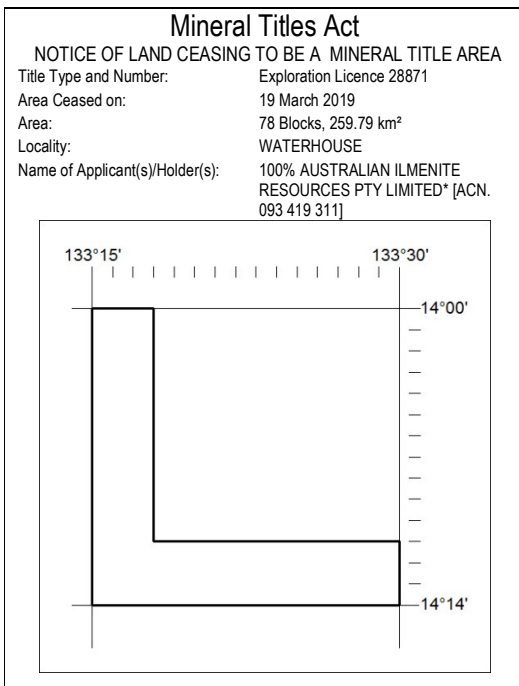 Mineral Titles Act
NOTICE OF LAND CEASING TO BE A MINERAL TITLE AREA
Title Type and Number: Exploration Licence 28871
Area Ceased on: 19 March 2019
Area: 78 Blocks, 259.79 km²
Locality: WATERHOUSE
Name of Applicant(s)/Holder(s): 100% AUSTRALIAN ILMENITE
RESOURCES PTY LIMITED* [ACN.
093 419 311]
133°15' 133°30'
14°00'
14°14'